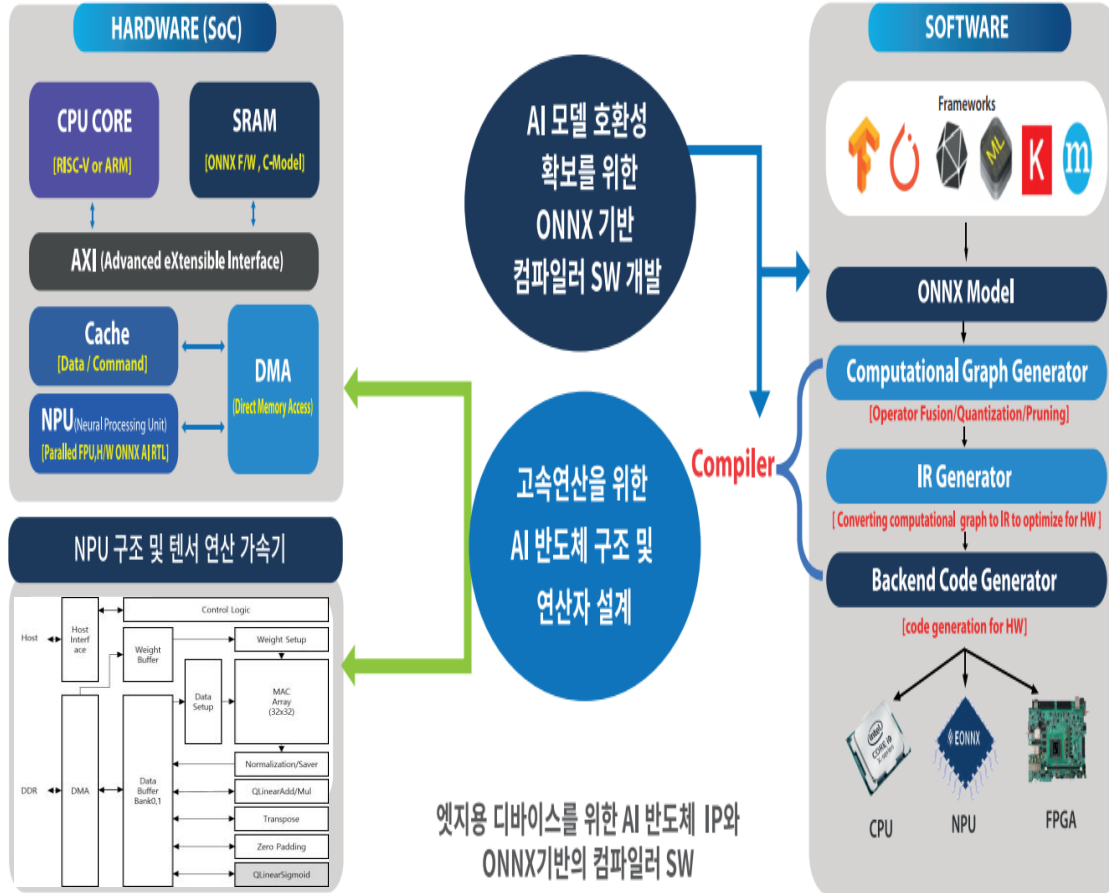 HARDWARE (SoC)
CPU CORE
[RISC-V or ARM]
SRAM
[ONNX F/W , C-Model]
AXI (Advanced eXtensible Interface)
Cache
[Data / Command]
NPU(Neural Processing Unit)
[Paralled FPU,H/W ONNX AI RTL]
DMA
(Direct Memory Access)
NPU 구조 및 텐서 연산 가속기
Host
Host
Interf
ace
Control Logic
Weight
Buffer
Weight Setup
Data
Setup
MAC
Array
(32x32)
DDR
DMA
Data
Buffer
Bank0,1
Normalization/Saver
QLinearAdd/Mul
Transpose
Zero Padding
QLinearSigmoid
AI 모델 호환성
확보를 위한
ONNX 기반
컴파일러 SW 개발
고속연산을 위한
AI 반도체 구조 및
연산자 설계
엣지용 디바이스를 위한 AI 반도체 IP와
ONNX기반의 컴파일러 SW
Compiler
SOFTWARE
Frameworks
ML
K
m
ONNX Model
Computational Graph Generator
[Operator Fusion/Quantization/Pruning]
IR Generator
[ Converting computational graph to IR to optimize for HW ]
Backend Code Generator
[code generation for HW]
intel
CORE i9
X-series
EONNX
CPU
NPU
FPGA